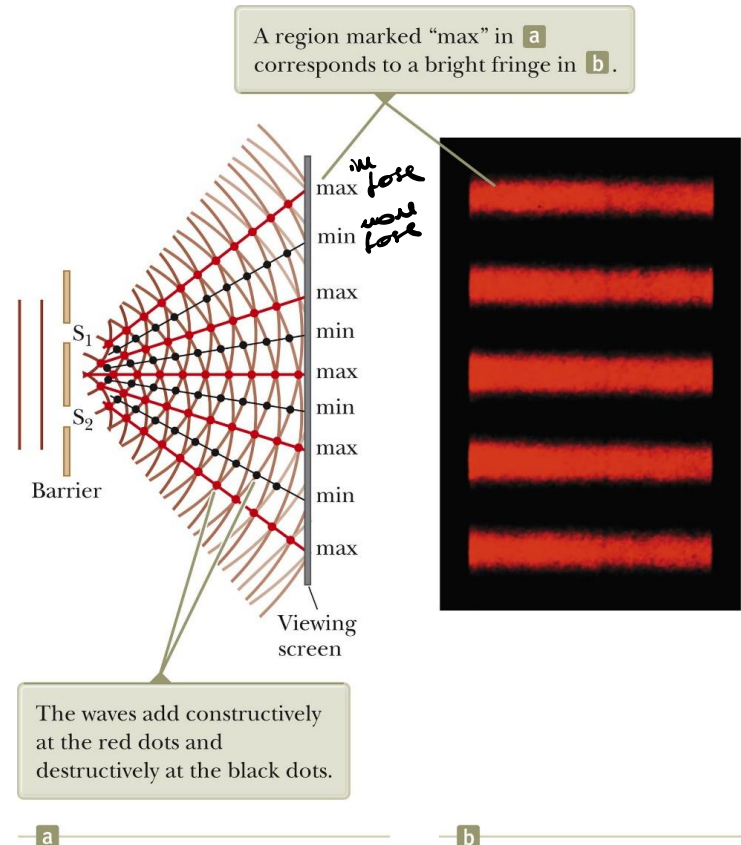 A region marked “max” in a
corresponds to a bright fringe in b.
max
min
max
min
max
min
max
min
max
S1
S2
Barrier
Viewing
screen
The waves add constructively
at the red dots and
destructively at the black dots.
a
b